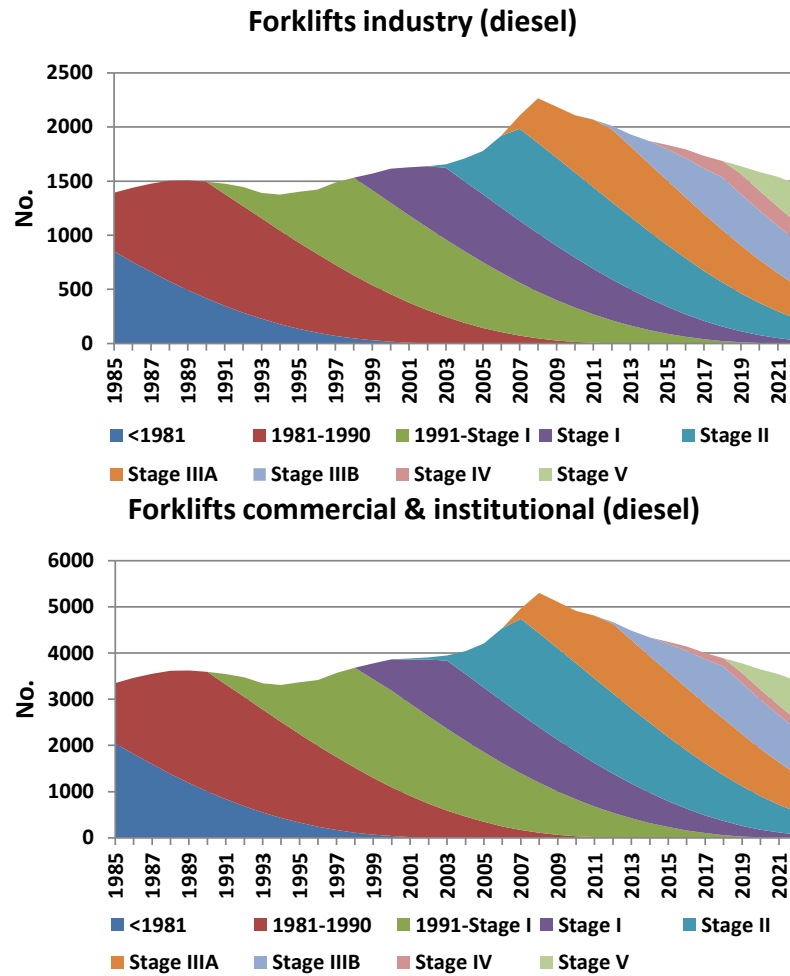 Forklifts industry (diesel)
2500
2000
1500
1000
500
0
No.
1985 1987 1989 1991 1993 1995 1997 1999 2001 2003 2005 2007 2009 2011 2013 2015 2017 2019 2021
<1981 1981-1990 1991-Stage I Stage I Stage II
Stage IIIA Stage IIIB Stage IV Stage V
Forklifts commercial & institutional (diesel)
6000
5000
4000
3000
2000
1000
0
No.
1985 1987 1989 1991 1993 1995 1997 1999 2001 2003 2005 2007 2009 2011 2013 2015 2017 2019 2021
<1981 1981-1990 1991-Stage I Stage I Stage II
Stage IIIA Stage IIIB Stage IV Stage V